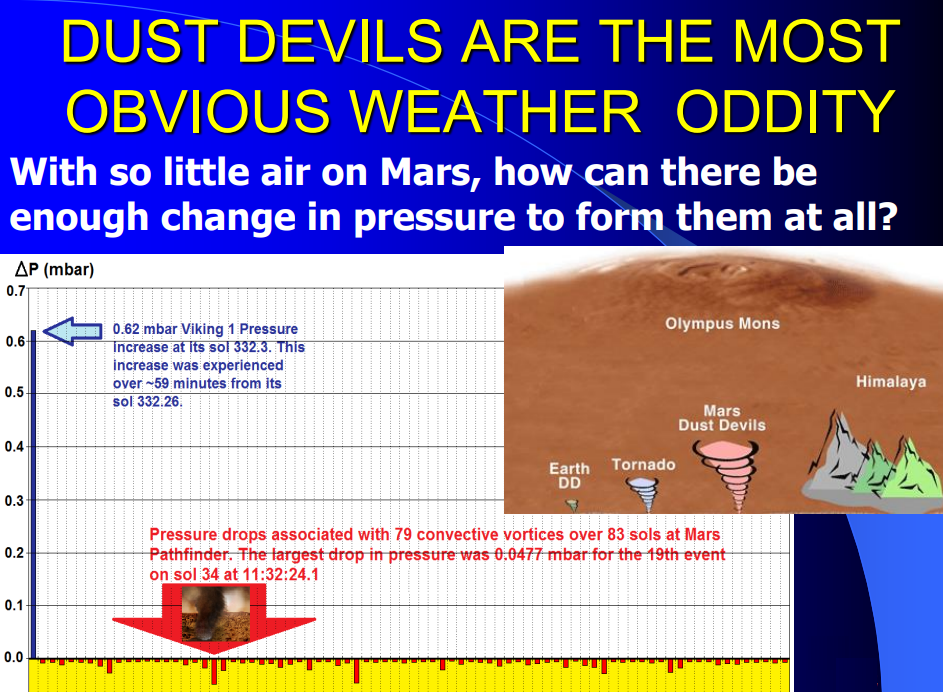 DUST DEVILS ARE THE MOST
OBVIOUS WEATHER ODDITY
With so little air on Mars, how can there be
enough change in pressure to form them at all?
ΔP (mbar)
0.7
0.6
0.5
0.4
0.3
0.2
0.1
0.0
0.62 mbar Viking 1 Pressure
increase at its sol 332.3. This
increase was experienced
over ~59 minutes from its
sol 332.26.
Olympus Mons
Himalaya
Mars
Dust Devils
Earth
DD
Tornado
Pressure drops associated with 79 convective vortices over 83 sols at Mars
Pathfinder. The largest drop in pressure was 0.0477 mbar for the 19th event
on sol 34 at 11:32:24.1